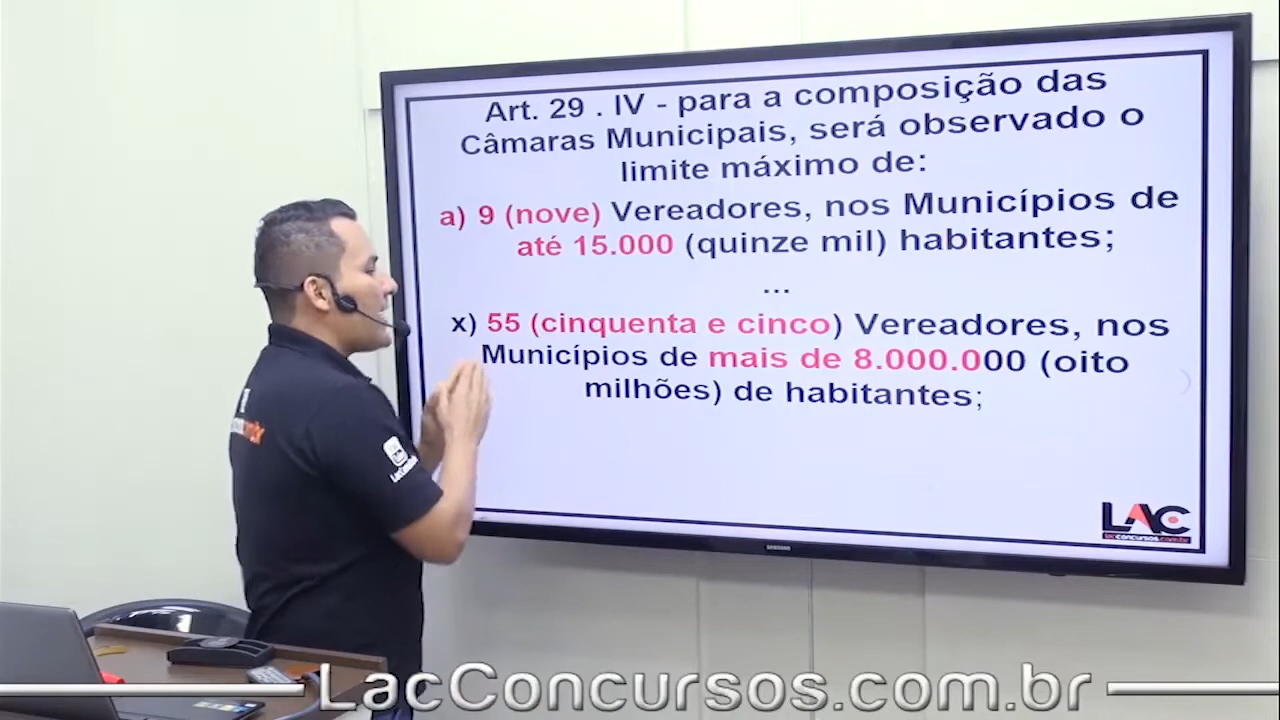 Art. 29 . IV - para a composição das
Câmaras Municipais, será observado o
limite máximo de:
a) 9 (nove) Vereadores, nos Municípios de
até 15.000 (quinze mil) habitantes;
...
x) 55 (cinquenta e cinco) Vereadores, nos
Municípios de mais de 8.000.000 (oito
milhões) de habitantes;
LAC
lacconcursos.com.br
SAMSUNG
LacConcursos.com.br